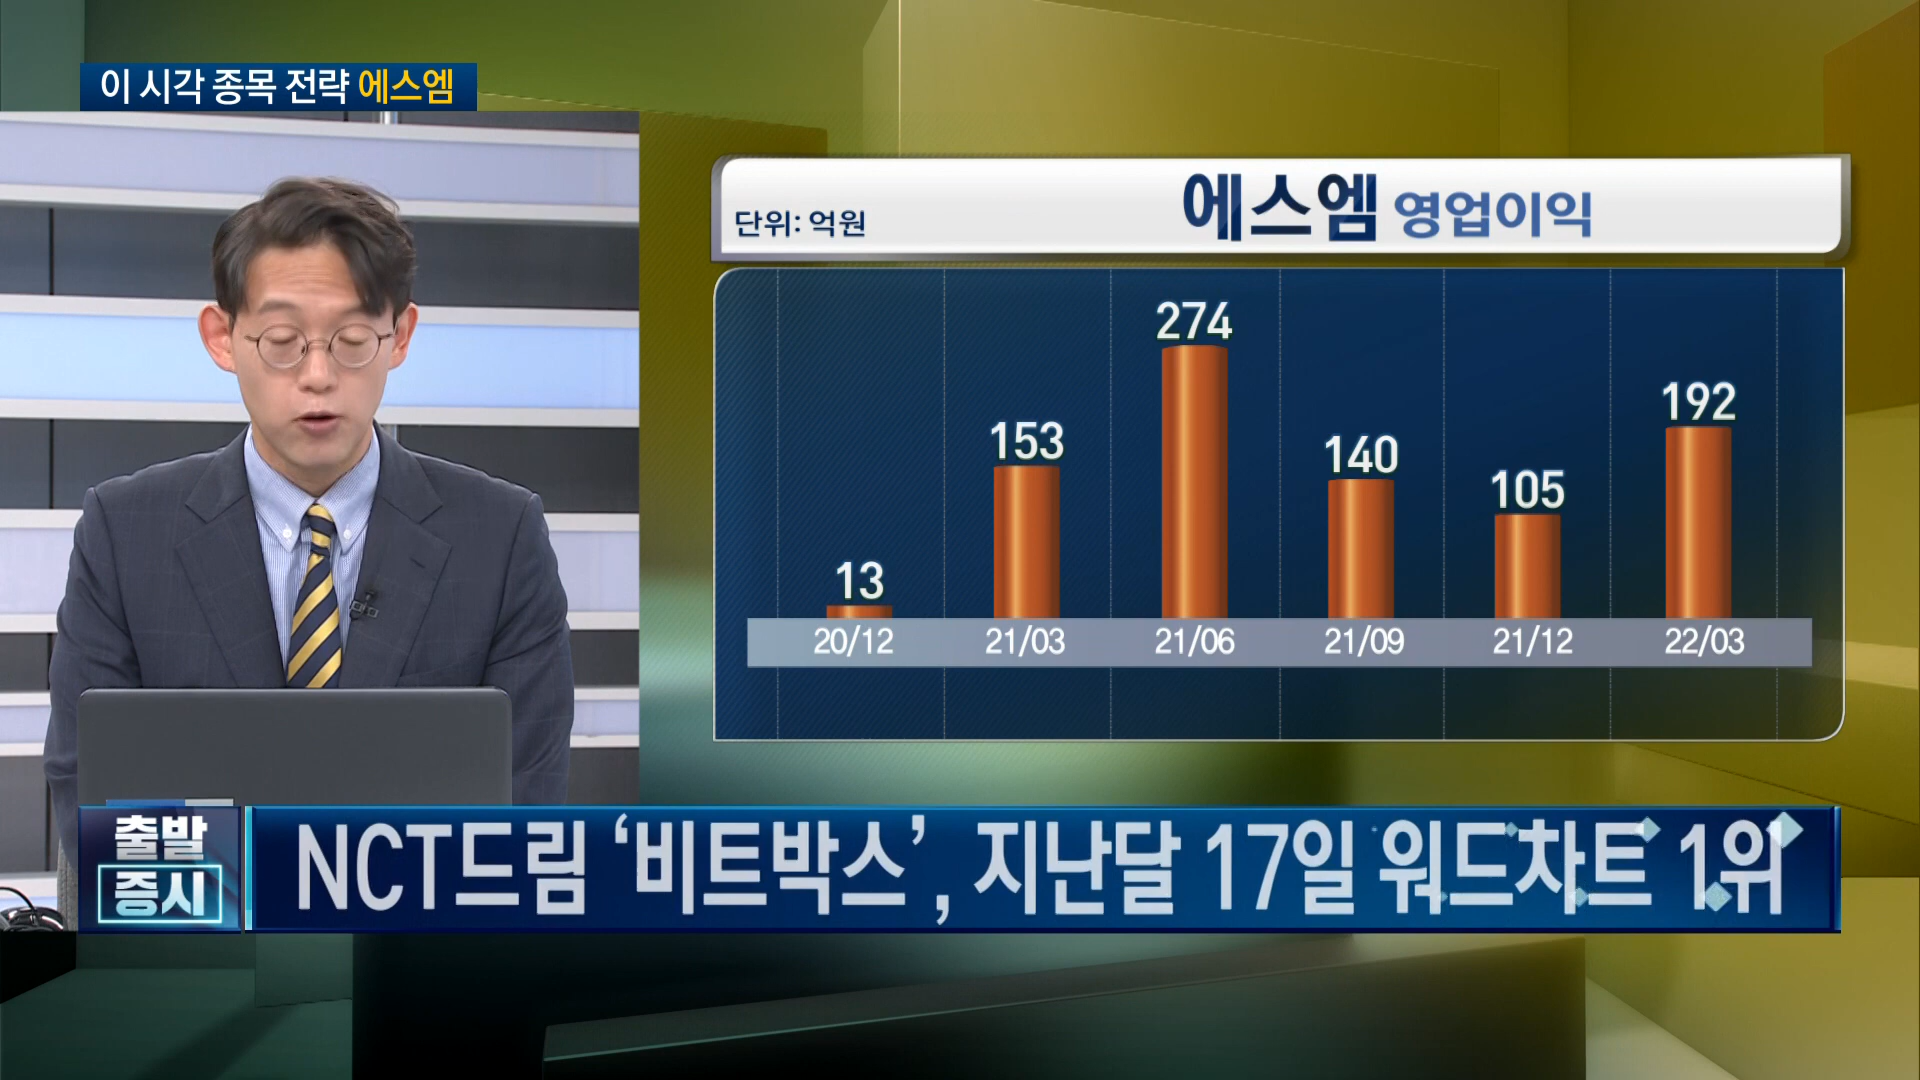 이 시각 종목 전략 에스엠
단위: 억원
에스엠 영업이익
13
153
274
140
105
192
20/12
21/03
21/06
21/09
21/12
22/03
출발
증시
NCT드림 ‘비트박스’, 지난달 17일 워드차트 1위